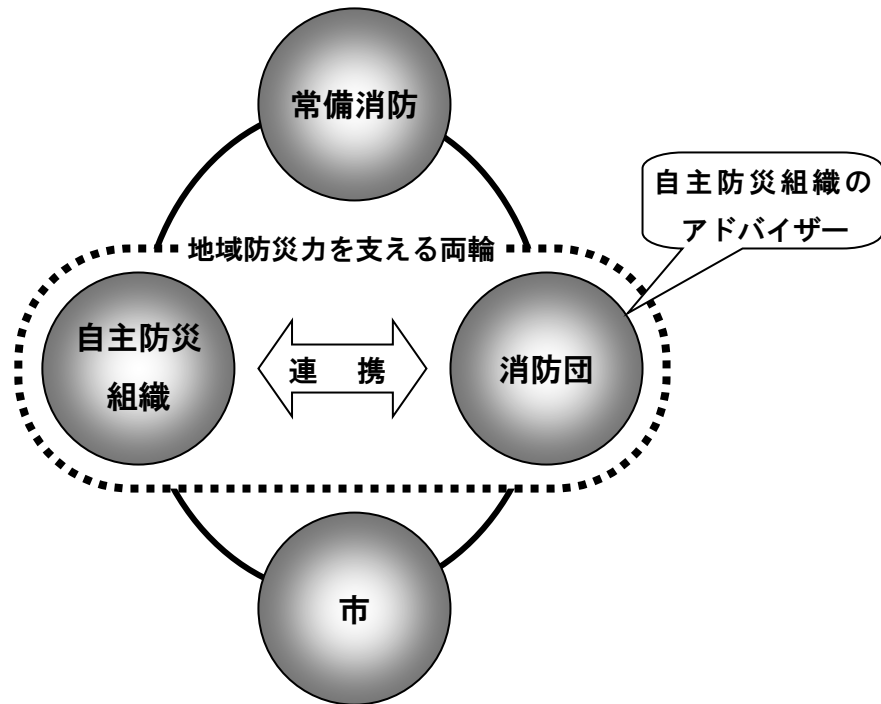 常備消防
自主防災組織の
アドバイザー
地域防災力を支える両輪
自主防災
組織
連　携
消防団
市